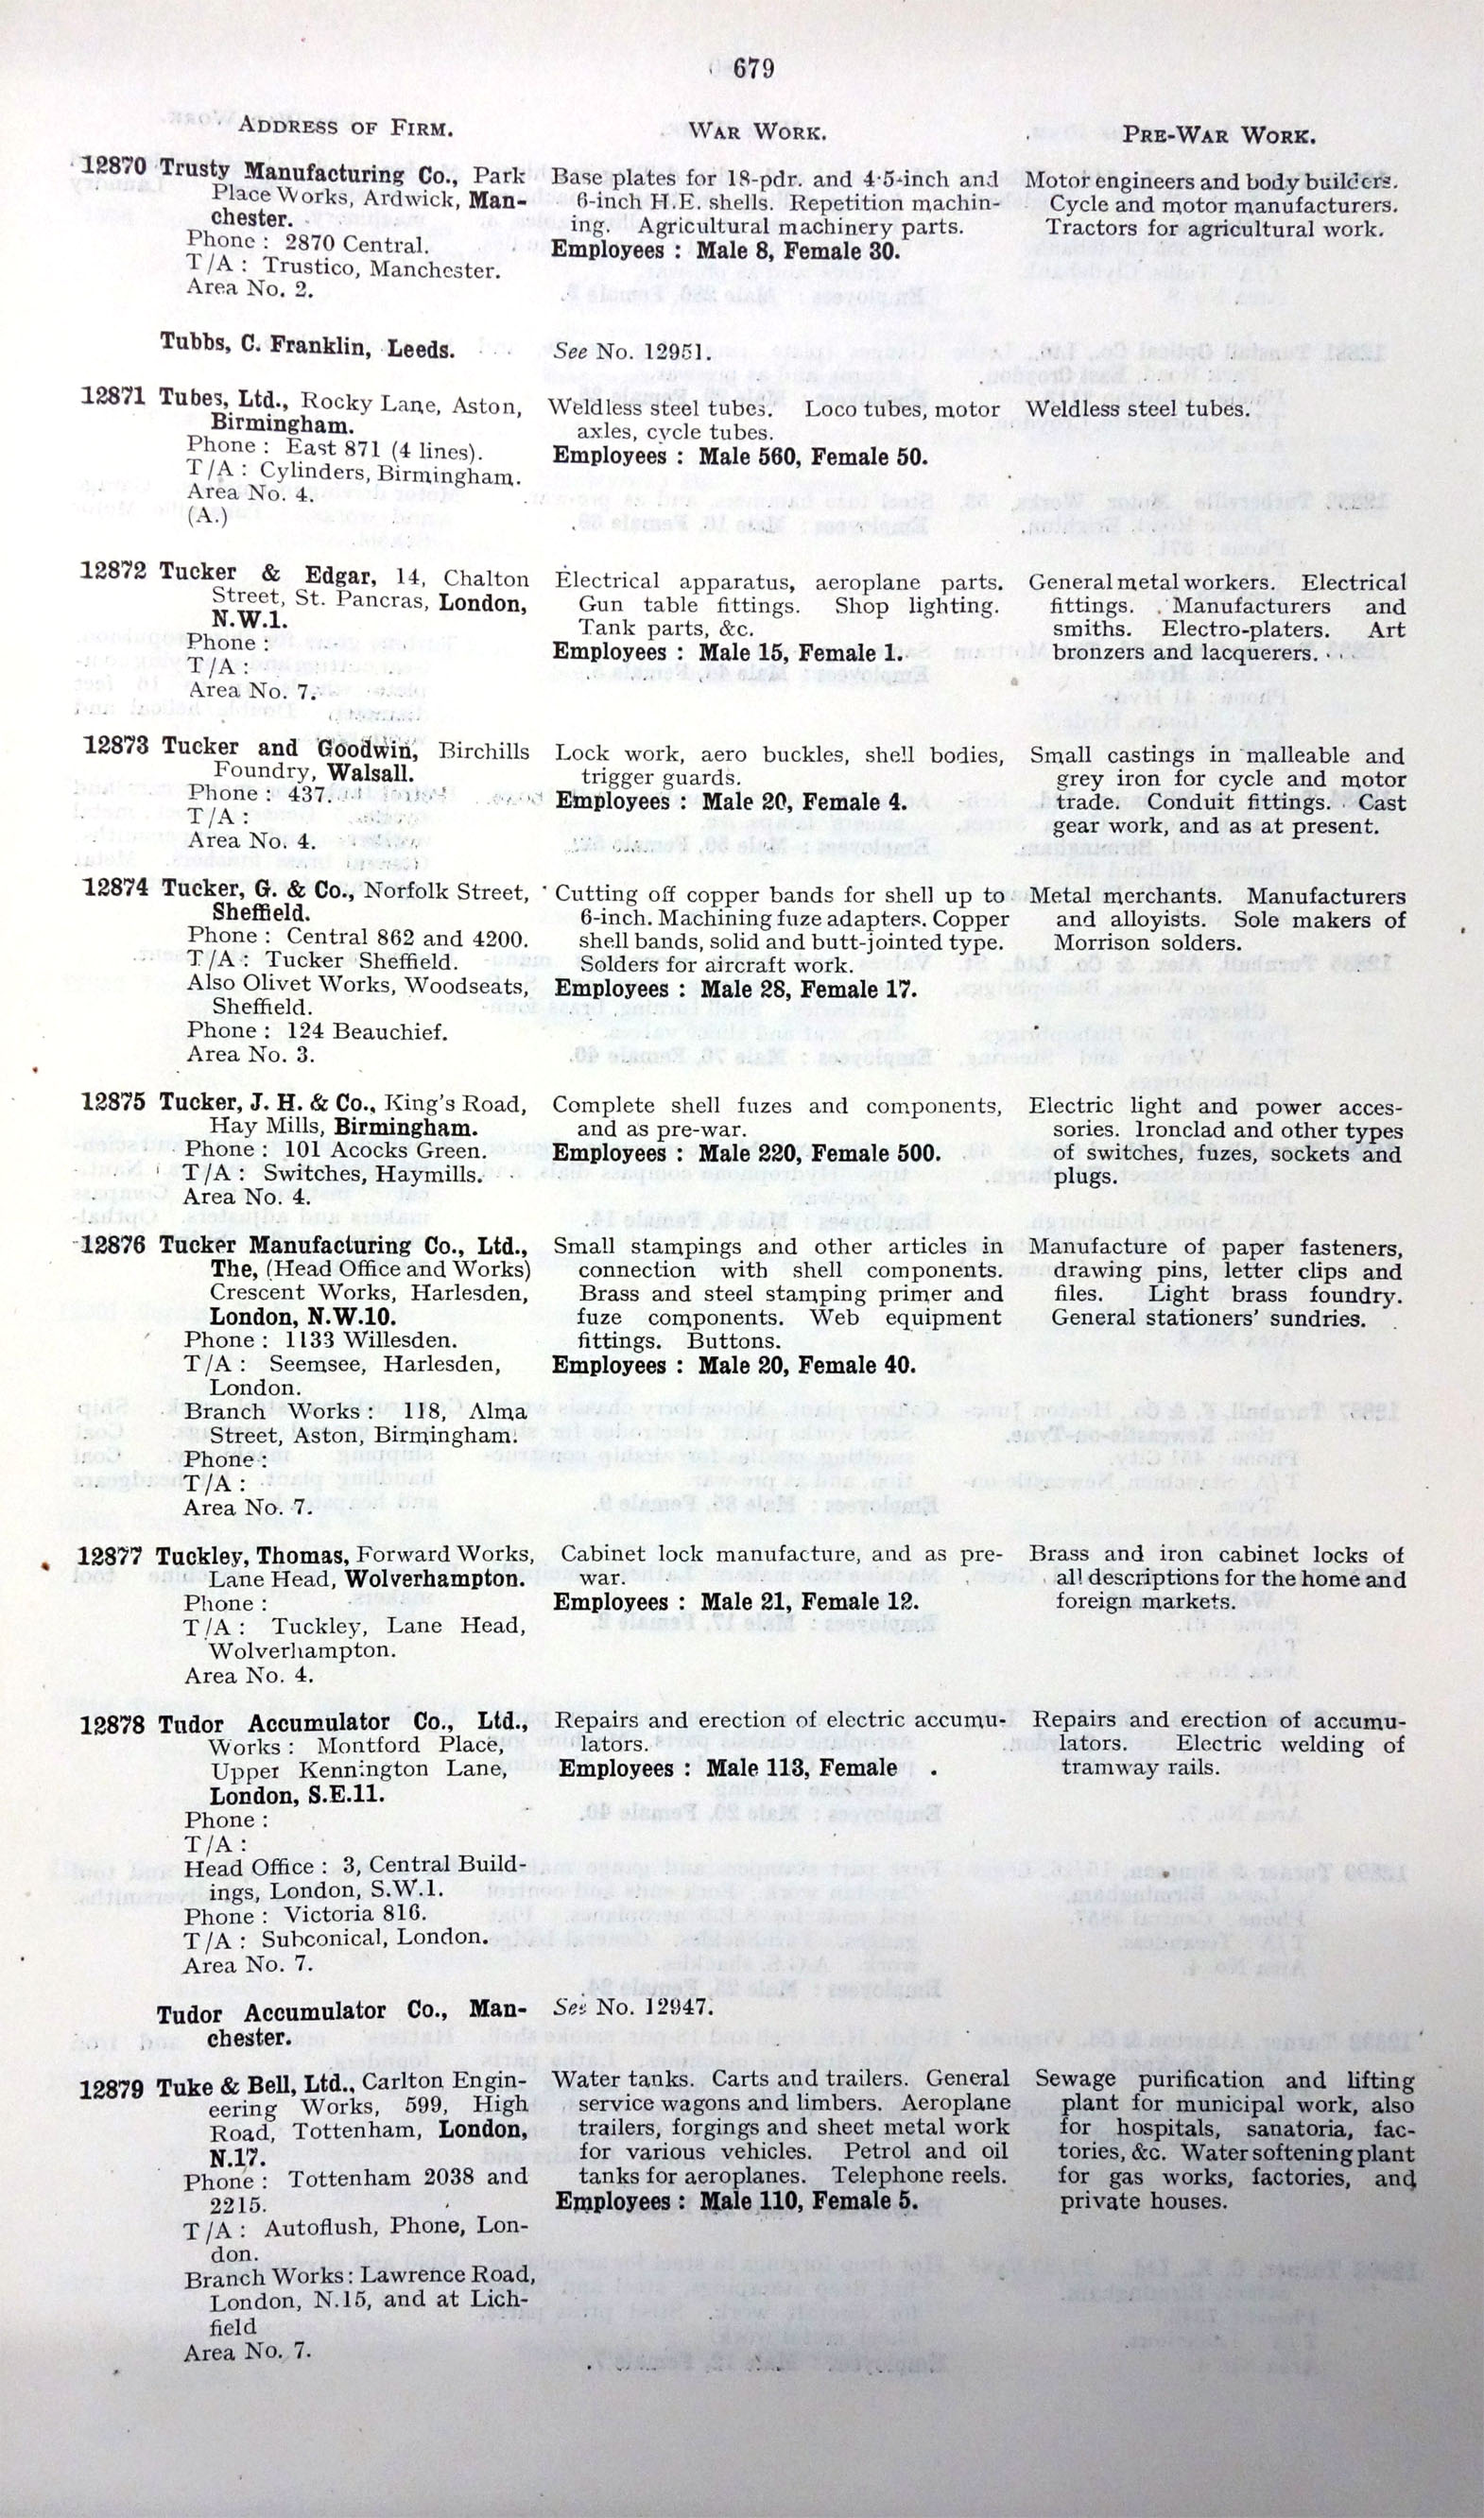 679
ADDRESS OF FIRM.
WAR WORK.
PRE-WAR WORK.
12870 Trusty Manufacturing Co., Park
Place Works, Ardwick, Man-
chester.
Phone : 2870 Central.
T/A : Trustico, Manchester.
Area No. 2.
Base plates for 18-pdr. and 4·5-inch and
6-inch H.E. shells. Repetition machin-
ing. Agricultural machinery parts.
Employees : Male 8, Female 30.
Motor engineers and body builders.
Cycle and motor manufacturers.
Tractors for agricultural work.
Tubbs, C. Franklin, Leeds.
See No. 12951.
12871 Tubes, Ltd., Rocky Lane, Aston,
Birmingham.
Phone : East 871 (4 lines).
T/A : Cylinders, Birmingham.
Area No. 4.
(A.)
Weldless steel tubes. Loco tubes, motor
axles, cycle tubes.
Employees : Male 560, Female 50.
Weldless steel tubes.
12872 Tucker & Edgar, 14, Chalton
Street, St. Pancras, London,
N.W.1.
Phone :
T/A :
Area No. 7.
Electrical apparatus, aeroplane parts.
Gun table fittings. Shop lighting.
Tank parts, &c.
Employees : Male 15, Female 1.
General metal workers. Electrical
fittings. Manufacturers and
smiths. Electro-platers. Art
bronzers and lacquerers.
12873 Tucker and Goodwin, Birchills
Foundry, Walsall.
Phone : 437.
T/A :
Area No. 4.
Lock work, aero buckles, shell bodies,
trigger guards.
Employees : Male 20, Female 4.
Small castings in malleable and
grey iron for cycle and motor
trade. Conduit fittings. Cast
gear work, and as at present.
12874 Tucker, G. & Co., Norfolk Street,
Sheffield.
Phone : Central 862 and 4200.
T/A : Tucker Sheffield.
Also Olivet Works, Woodseats,
Sheffield.
Phone : 124 Beauchief.
Area No. 3.
Cutting off copper bands for shell up to
6-inch. Machining fuze adapters. Copper
shell bands, solid and butt-jointed type.
Solders for aircraft work.
Employees : Male 28, Female 17.
Metal merchants. Manufacturers
and alloyists. Sole makers of
Morrison solders.
12875 Tucker, J. H. & Co., King's Road,
Hay Mills, Birmingham.
Phone : 101 Acocks Green.
T/A : Switches, Haymills.
Area No. 4.
Complete shell fuzes and components,
and as pre-war.
Employees : Male 220, Female 500.
Electric light and power acces-
sories. Ironclad and other types
of switches, fuzes, sockets and
plugs.
12876 Tucker Manufacturing Co., Ltd.,
The, (Head Office and Works)
Crescent Works, Harlesden,
London, N.W.10.
Phone : 1133 Willesden.
T/A : Seemsee, Harlesden,
London.
Branch Works : 118, Alma
Street, Aston, Birmingham.
Phone :
T/A :
Area No. 7.
Small stampings and other articles in
connection with shell components.
Brass and steel stamping primer and
fuze components. Web equipment
fittings. Buttons.
Employees : Male 20, Female 40.
Manufacture of paper fasteners,
drawing pins, letter clips and
files. Light brass foundry.
General stationers' sundries.
12877 Tuckley, Thomas, Forward Works,
Lane Head, Wolverhampton.
Phone :
T/A : Tuckley, Lane Head,
Wolverhampton.
Area No. 4.
Cabinet lock manufacture, and as pre-
war.
Employees : Male 21, Female 12.
Brass and iron cabinet locks of
all descriptions for the home and
foreign markets.
12878 Tudor Accumulator Co., Ltd.,
Works : Montford Place,
Upper Kennington Lane,
London, S.E.11.
Phone :
T/A :
Head Office : 3, Central Build-
ings, London, S.W.1.
Phone : Victoria 816.
T/A : Subconical, London.
Area No. 7.
Repairs and erection of electric accumu-
lators.
Employees : Male 113, Female .
Repairs and erection of accumu-
lators. Electric welding of
tramway rails.
Tudor Accumulator Co., Man-
chester.
See No. 12947.
12879 Tuke & Bell, Ltd., Carlton Engin-
eering Works, 599, High
Road, Tottenham, London,
N.17.
Phone : Tottenham 2038 and
2215.
T/A : Autoflush, Phone, Lon-
don.
Branch Works : Lawrence Road,
London, N.15, and at Lich-
field
Area No. 7.
Water tanks. Carts and trailers. General
service wagons and limbers. Aeroplane
trailers, forgings and sheet metal work
for various vehicles. Petrol and oil
tanks for aeroplanes. Telephone reels.
Employees : Male 110, Female 5.
Sewage purification and lifting
plant for municipal work, also
for hospitals, sanatoria, fac-
tories, &c. Water softening plant
for gas works, factories, and
private houses.